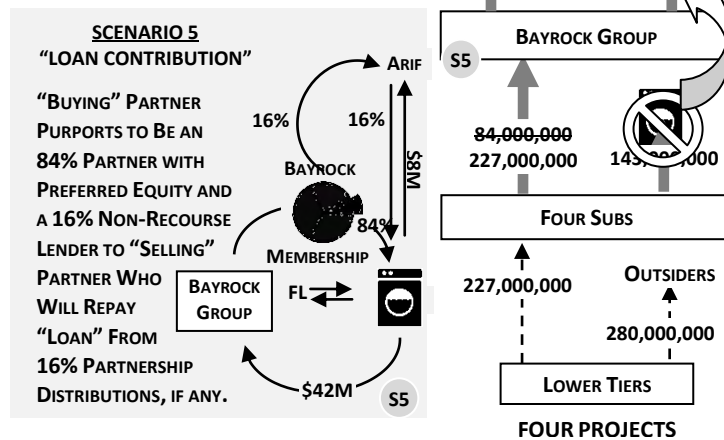 SCENARIO 5
“LOAN CONTRIBUTION”
“BUYING” PARTNER
PURPORTS TO BE AN
84% PARTNER WITH
PREFERRED EQUITY AND
A 16% NON-RECOURSE
LENDER TO “SELLING”
PARTNER WHO
WILL REPAY
“LOAN” FROM
16% PARTNERSHIP
DISTRIBUTIONS, IF ANY.
ARIF
16%
16%
$8M
BAYROCK
84%
MEMBERSHIP
BAYROCK
GROUP
FL
$42M
S5
S5
BAYROCK GROUP
84,000,000
227,000,000
143,000,000
FOUR SUBS
227,000,000
OUTSIDERS
280,000,000
LOWER TIERS
FOUR PROJECTS